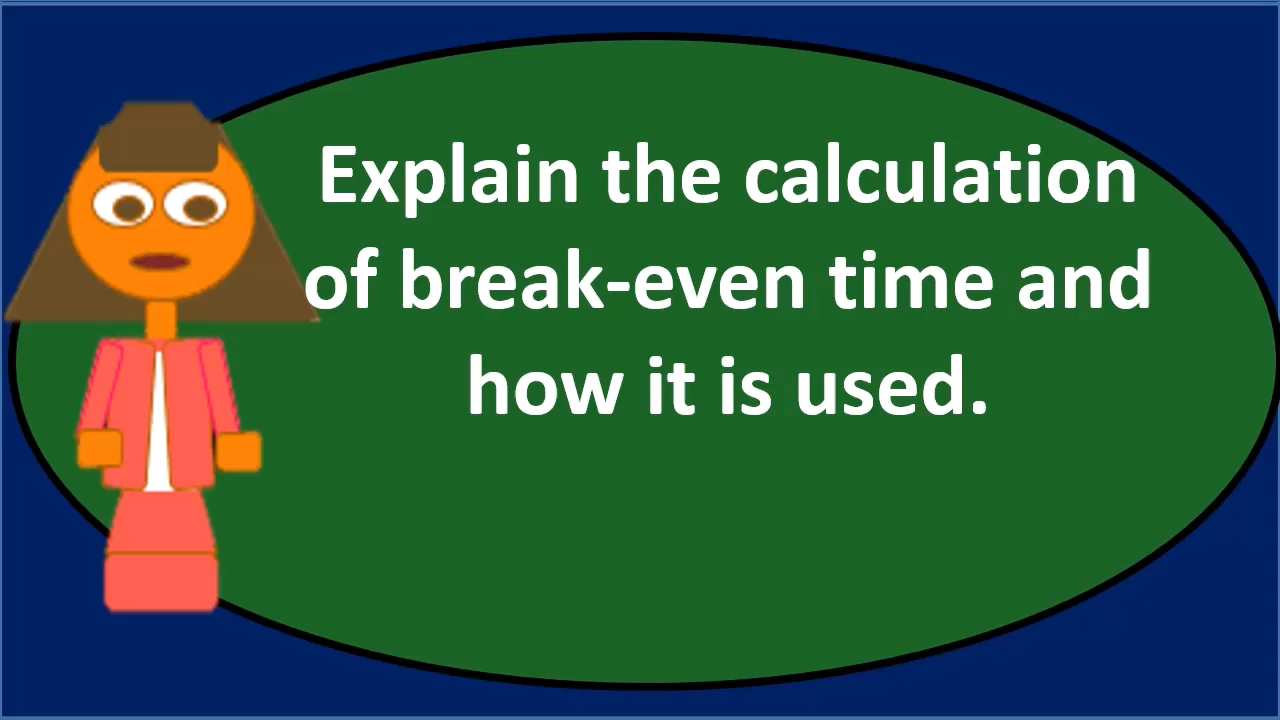 Explain the calculation
of break-even time and
how it is used.